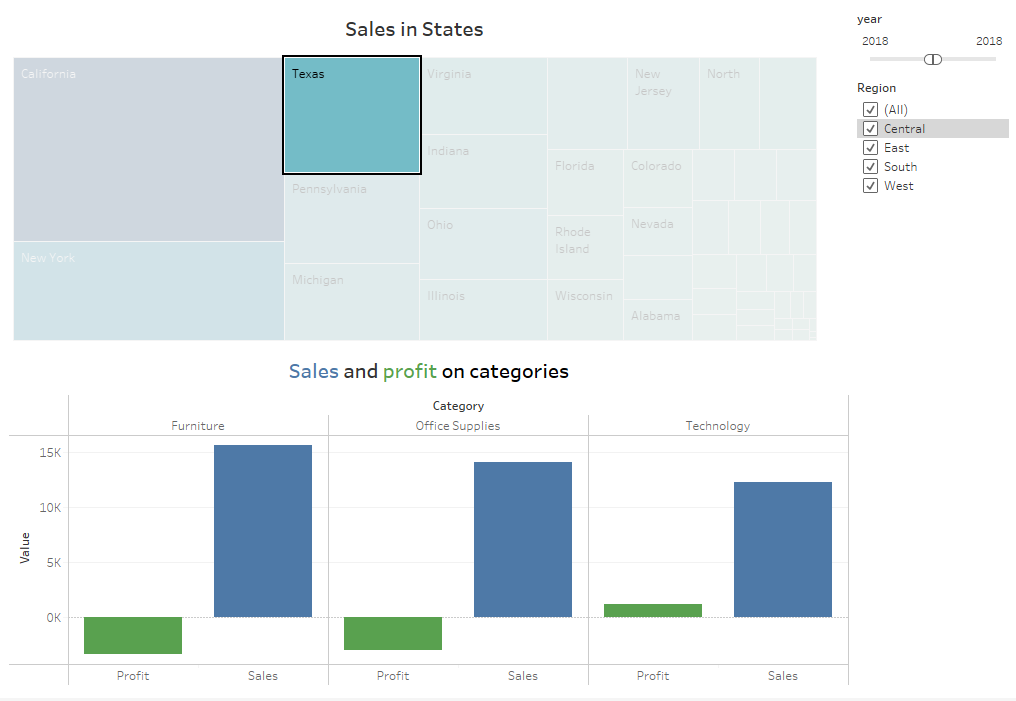 Sales in States
California
Texas
Virginia
New
Jersey
North
Indiana
Florida
Colorado
Pennsylvania
Ohio
Rhode
Island
Nevada
New York
Michigan
Illinois
Wisconsin
Alabama
year
2018 2018
Region
(All)
Central
East
South
West
Sales and profit on categories
Category
Furniture Office Supplies Technology
15K
10K
5K
0K
Value
Profit Sales Profit Sales Profit Sales